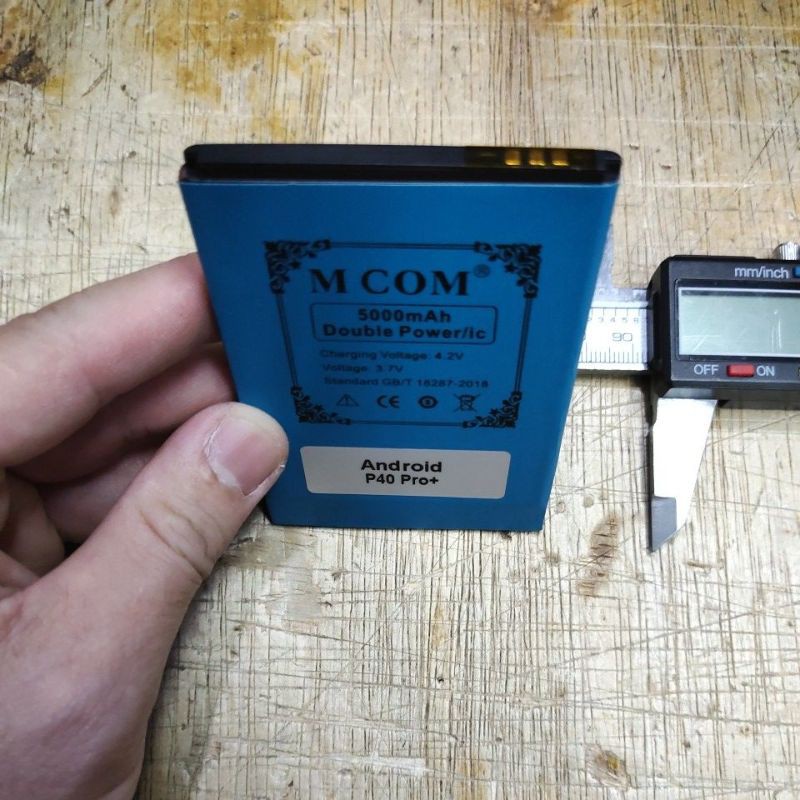 M COM®
5000mAh
Double Power/ic
Charging Voltage: 4.2V
Voltage: 3.7V
Standard GB/T 18287-2018
CE
Android
P40 Pro+
mm/inch
OFF ON
90